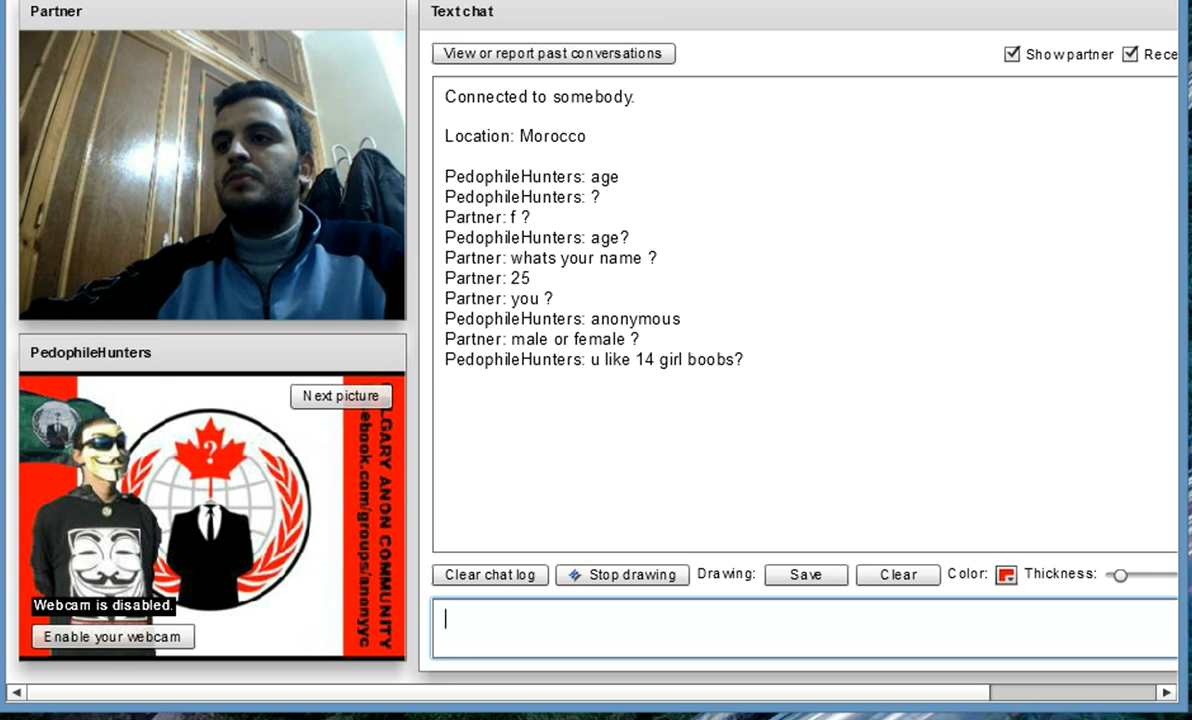 Partner
Text chat
View or report past conversations
Show partner
Rece
Connected to somebody.
Location: Morocco
PedophileHunters: age
PedophileHunters: ?
Partner: f ?
PedophileHunters: age?
Partner: whats your name ?
Partner: 25
Partner: you ?
PedophileHunters: anonymous
Partner: male or female ?
PedophileHunters: u like 14 girl boobs?
PedophileHunters
Next picture
?
LGARY ANON COMMUNITY
ebook.com/groups/anonyyc
Webcam is disabled.
Enable your webcam
Clear chat log
Stop drawing
Drawing:
Save
Clear
Color:
Thickness: